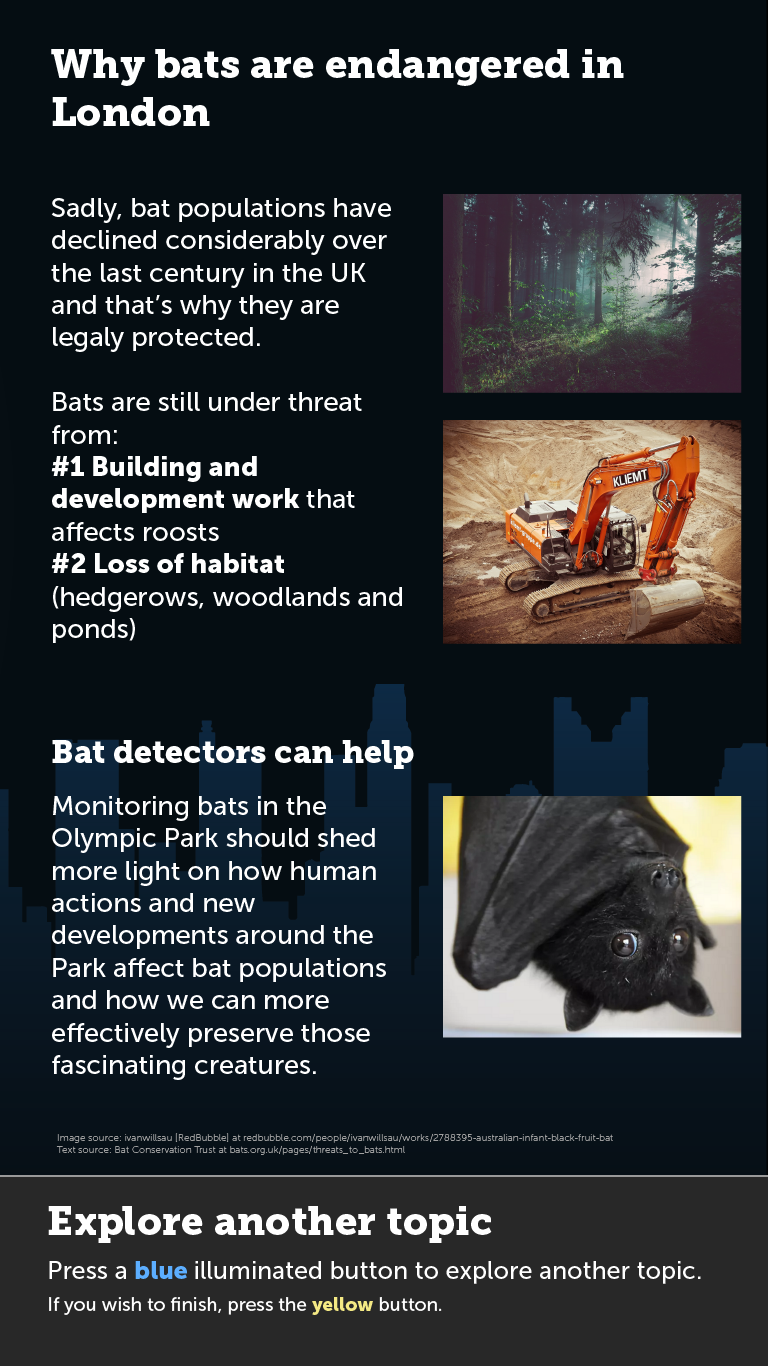 Why bats are endangered in
London
Sadly, bat populations have
declined considerably over
the last century in the UK
and that’s why they are
legaly protected.
Bats are still under threat
from:
#1 Building and
development work that
affects roosts
#2 Loss of habitat
(hedgerows, woodlands and
ponds)
KLIEMT
Bat detectors can help
Monitoring bats in the
Olympic Park should shed
more light on how human
actions and new
developments around the
Park affect bat populations
and how we can more
effectively preserve those
fascinating creatures.
Image source: ivanwillsau [RedBubble] at redbubble.com/people/ivanwillsau/works/2788395-australian-infant-black-fruit-bat
Text source: Bat Conservation Trust at bats.org.uk/pages/threats_to_bats.html
Explore another topic
Press a blue illuminated button to explore another topic.
If you wish to finish, press the yellow button.